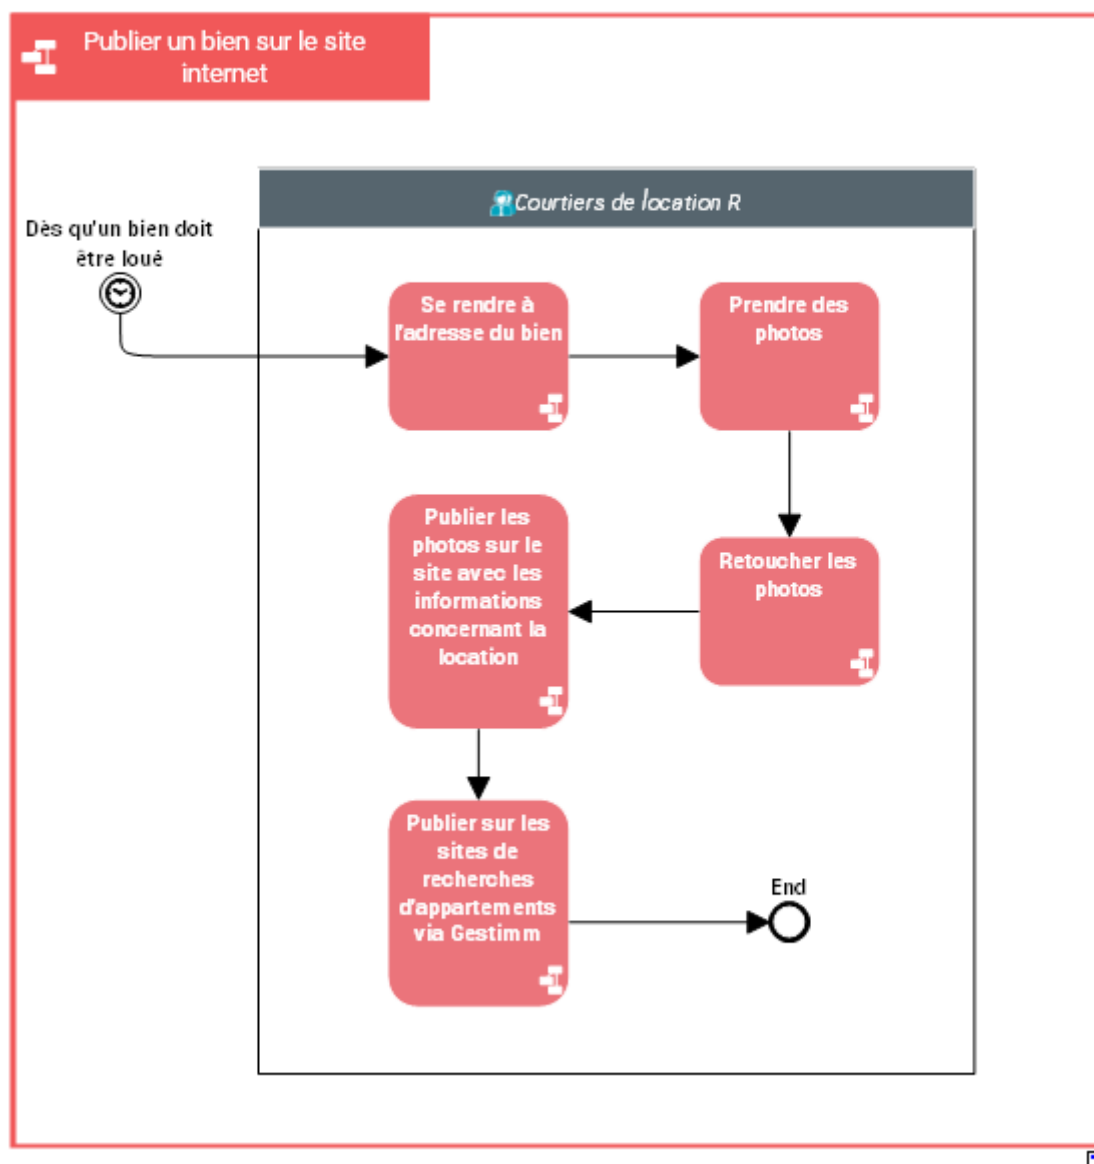 Publier un bien sur le site
internet
Courtiers de location R
Dès qu'un bien doit
être loué
Se rendre à
l'adresse du bien
Prendre des
photos
Retoucher les
photos
Publier les
photos sur le
site avec les
informations
concernant la
location
Publier sur les
sites de
recherches
d'appartements
via Gestimm
End